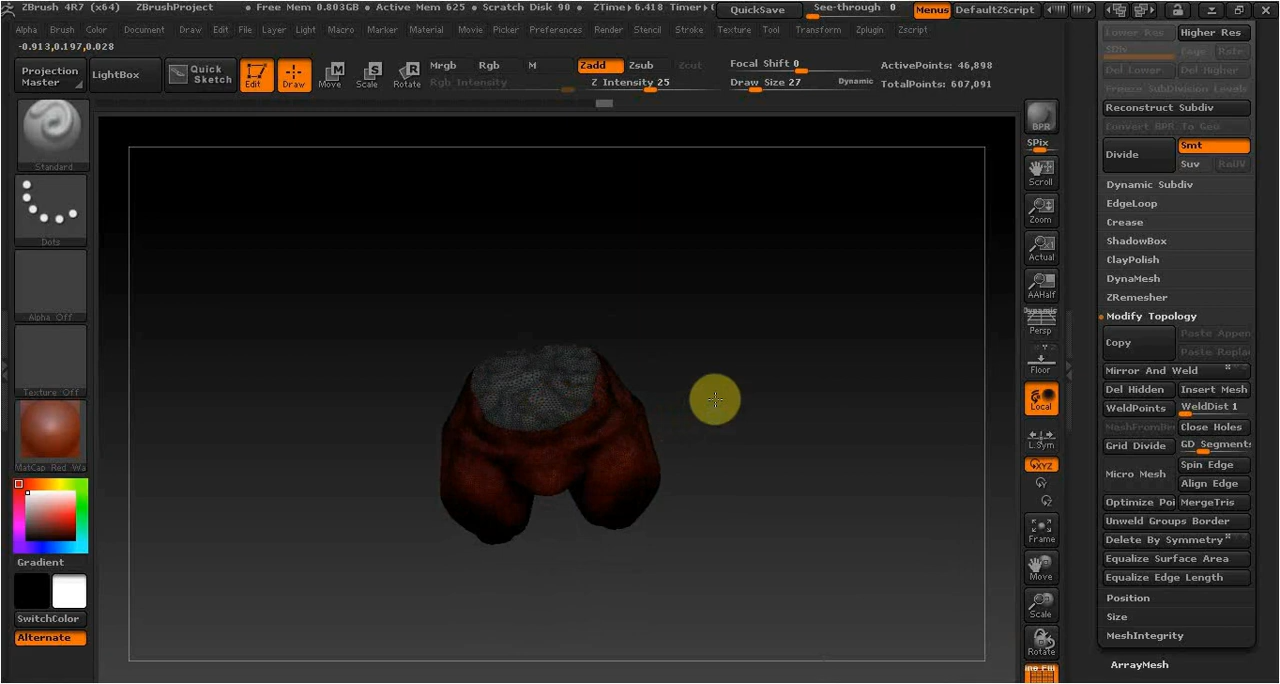 ZBrush 4R7 (x64) ZBrushProject • Free Mem 0.803GB • Active Mem 625 • Scratch Disk 90 • ZTime▸6.418 Timer▸ QuickSave See-through 0 Menus DefaultZScript
Alpha Brush Color Document Draw Edit File Layer Light Macro Marker Material Movie Picker Preferences Render Stencil Stroke Texture Tool Transform Zplugin Zscript
-0.913,0.197,0.028
Projection
Master
LightBox
Quick
Sketch
Edit
Draw
Move
Scale
Rotate
Mrgb Rgb M
Rgb Intensity
Zadd Zsub Zcut
Z Intensity 25
Focal Shift 0
Draw Size 27 Dynamic
ActivePoints: 46,898
TotalPoints: 607,091
Standard
Dots
Alpha Off
Texture Off
MatCap Red Wa
Gradient
SwitchColor
Alternate
BPR
SPix
Scroll
Zoom
Actual
AAHalf
Dynamic
Persp
Floor
Local
L.Sym
XYZ
Y
Z
Frame
Move
Scale
Rotate
Lower Res Higher Res
SDiv Cage Rstr
Del Lower Del Higher
Freeze SubDivision Levels
Reconstruct Subdiv
Convert BPR To Geo
Divide
Smt
Suv RelUV
Dynamic Subdiv
EdgeLoop
Crease
ShadowBox
ClayPolish
DynaMesh
ZRemesher
Modify Topology
Copy
Paste Appen
Paste Replac
Mirror And Weld
Del Hidden Insert Mesh
WeldPoints WeldDist 1
Close Holes
Grid Divide GD Segments
Micro Mesh
Spin Edge
Align Edge
Optimize Poi MergeTris
Unweld Groups Border
Delete By Symmetry
Equalize Surface Area
Equalize Edge Length
Position
Size
MeshIntegrity
ArrayMesh